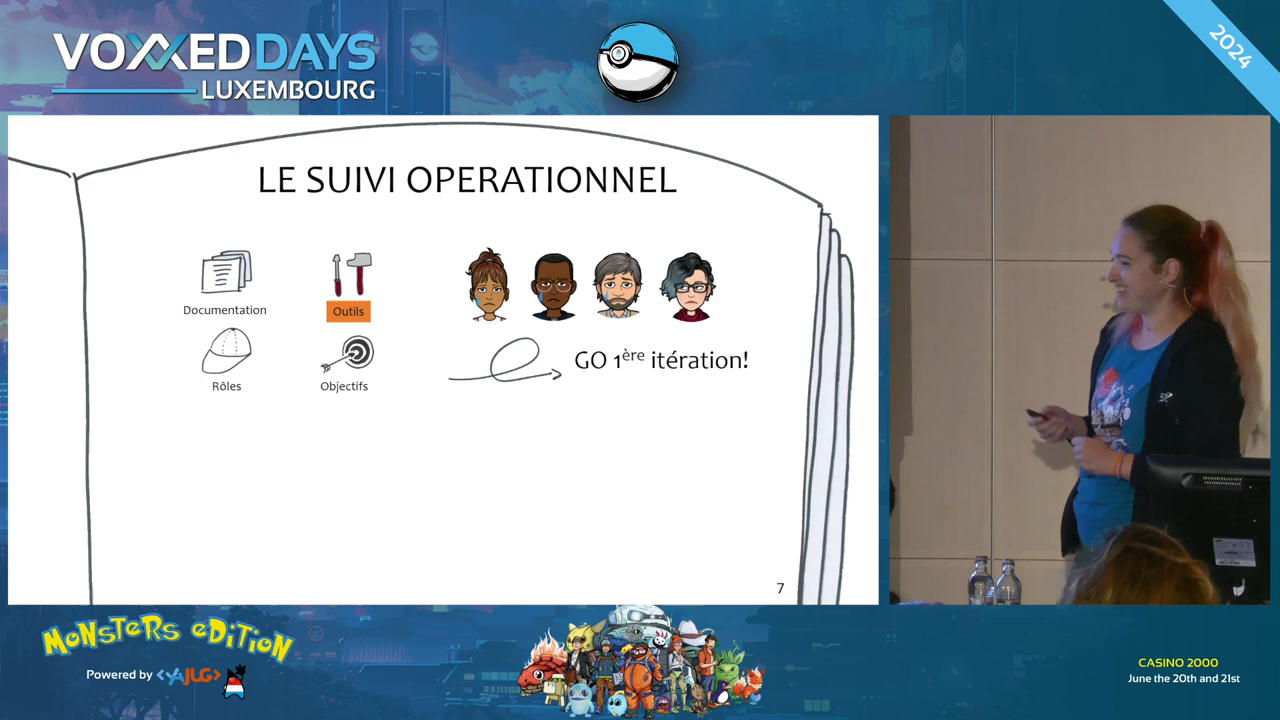 VOXXEDDAYS
LUXEMBOURG
2024
LE SUIVI OPERATIONNEL
Documentation
Outils
Rôles
Objectifs
GO 1ère itération!
7
MONSTERS EDITION
Powered by <YAJUG>
CASINO 2000
June the 20th and 21st